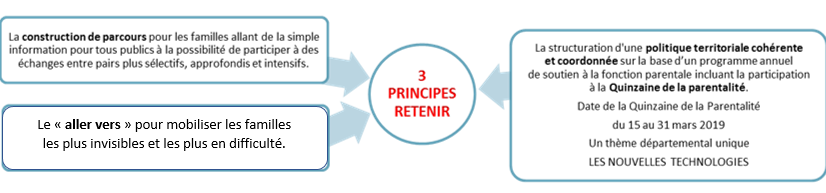 La construction de parcours pour les familles allant de la simple
information pour tous publics à la possibilité de participer à des
échanges entre pairs plus sélectifs, approfondis et intensifs.
Le « aller vers » pour mobiliser les familles
les plus invisibles et les plus en difficulté.
3
PRINCIPES
RETENIR
La structuration d'une politique territoriale cohérente
et coordonnée sur la base d'un programme annuel
de soutien à la fonction parentale incluant la participation
à la Quinzaine de la parentalité.
Date de la Quinzaine de la Parentalité
du 15 au 31 mars 2019
Un thème départemental unique
LES NOUVELLES TECHNOLOGIES